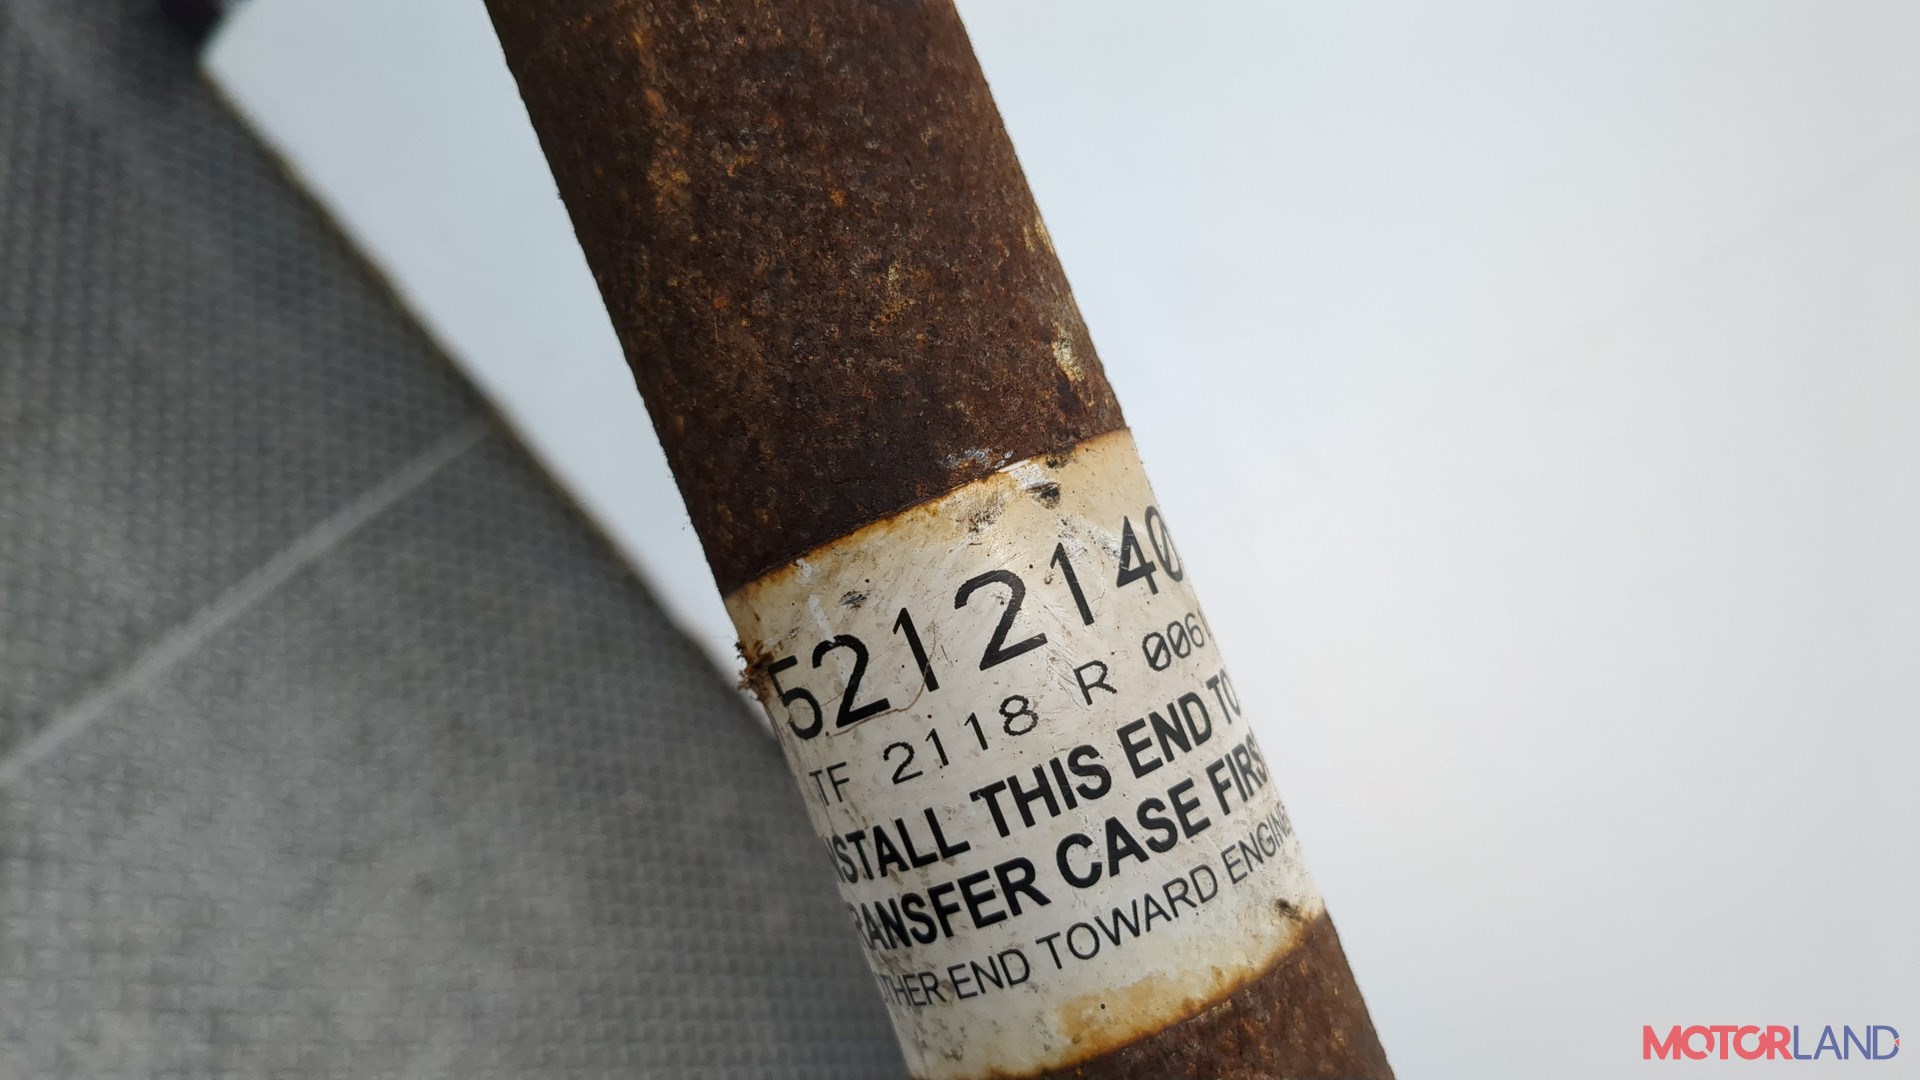 5212140
TF 2118 R 006
INSTALL THIS END TO
TRANSFER CASE FIRST
OTHER END TOWARD ENGINE
MOTORLAND